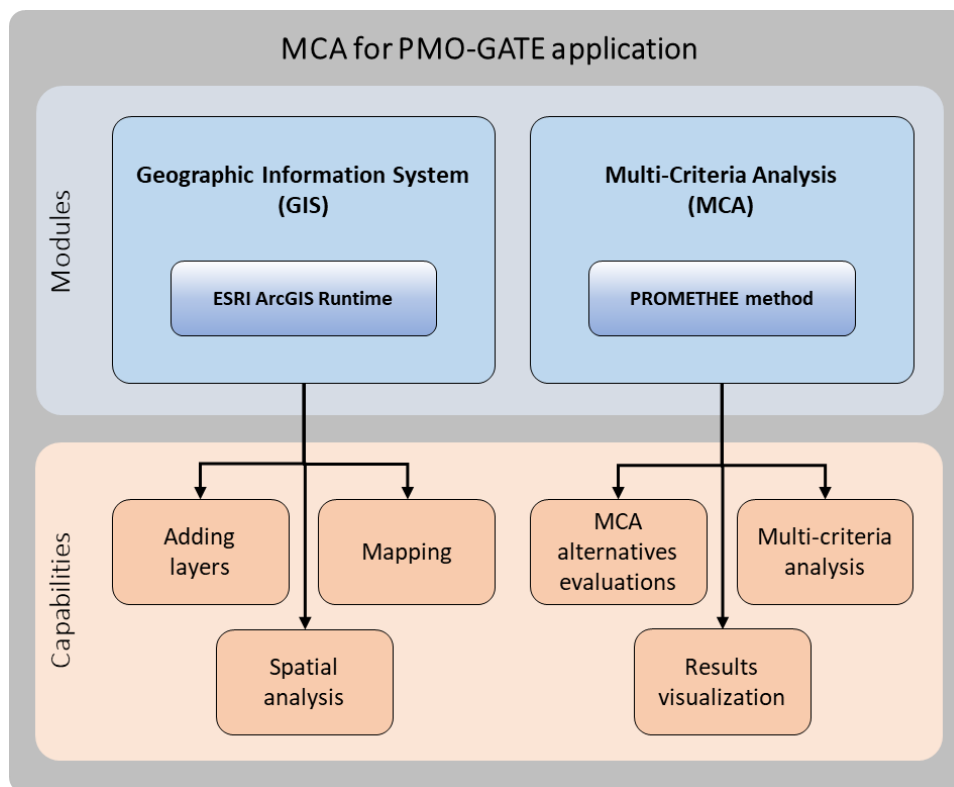 MCA for PMO-GATE application
Modules
Geographic Information System
(GIS)
ESRI ArcGIS Runtime
Multi-Criteria Analysis
(MCA)
PROMETHEE method
Capabilities
Adding
layers
Mapping
Spatial
analysis
MCA
alternatives
evaluations
Multi-criteria
analysis
Results
visualization